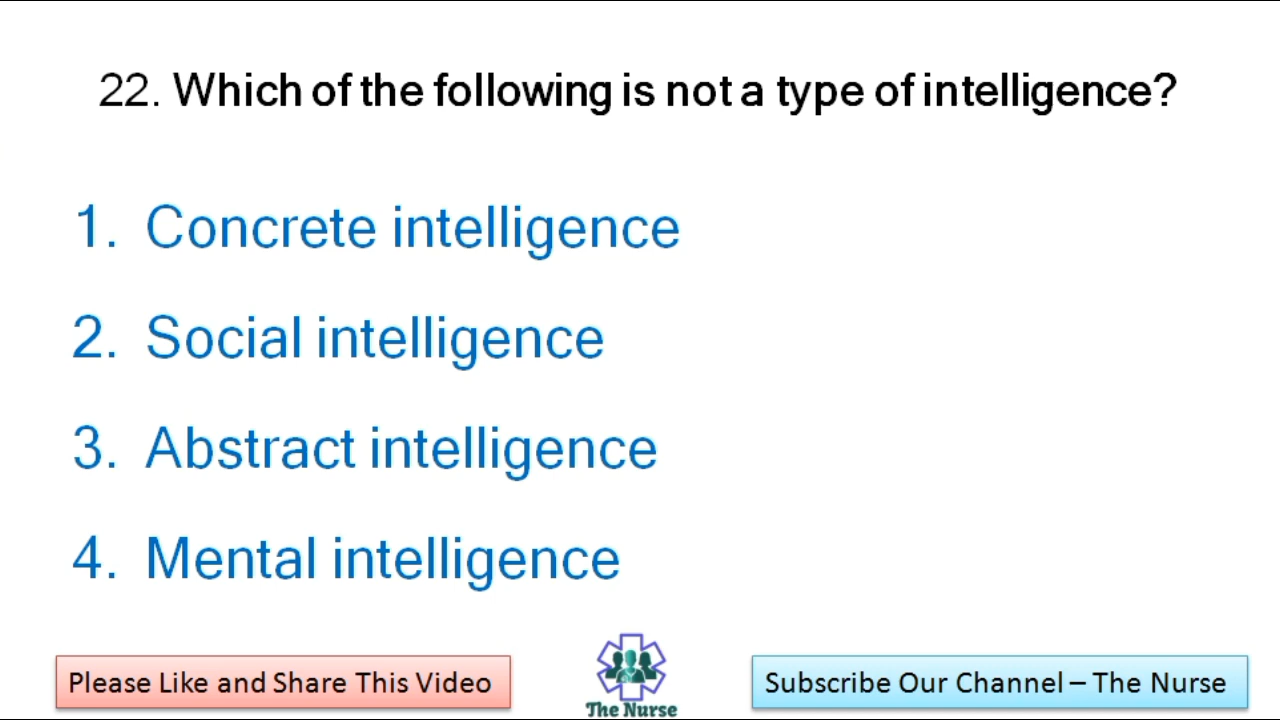 22. Which of the following is not a type of intelligence?
1. Concrete intelligence
2. Social intelligence
3. Abstract intelligence
4. Mental intelligence
Please Like and Share This Video
The Nurse
Subscribe Our Channel – The Nurse